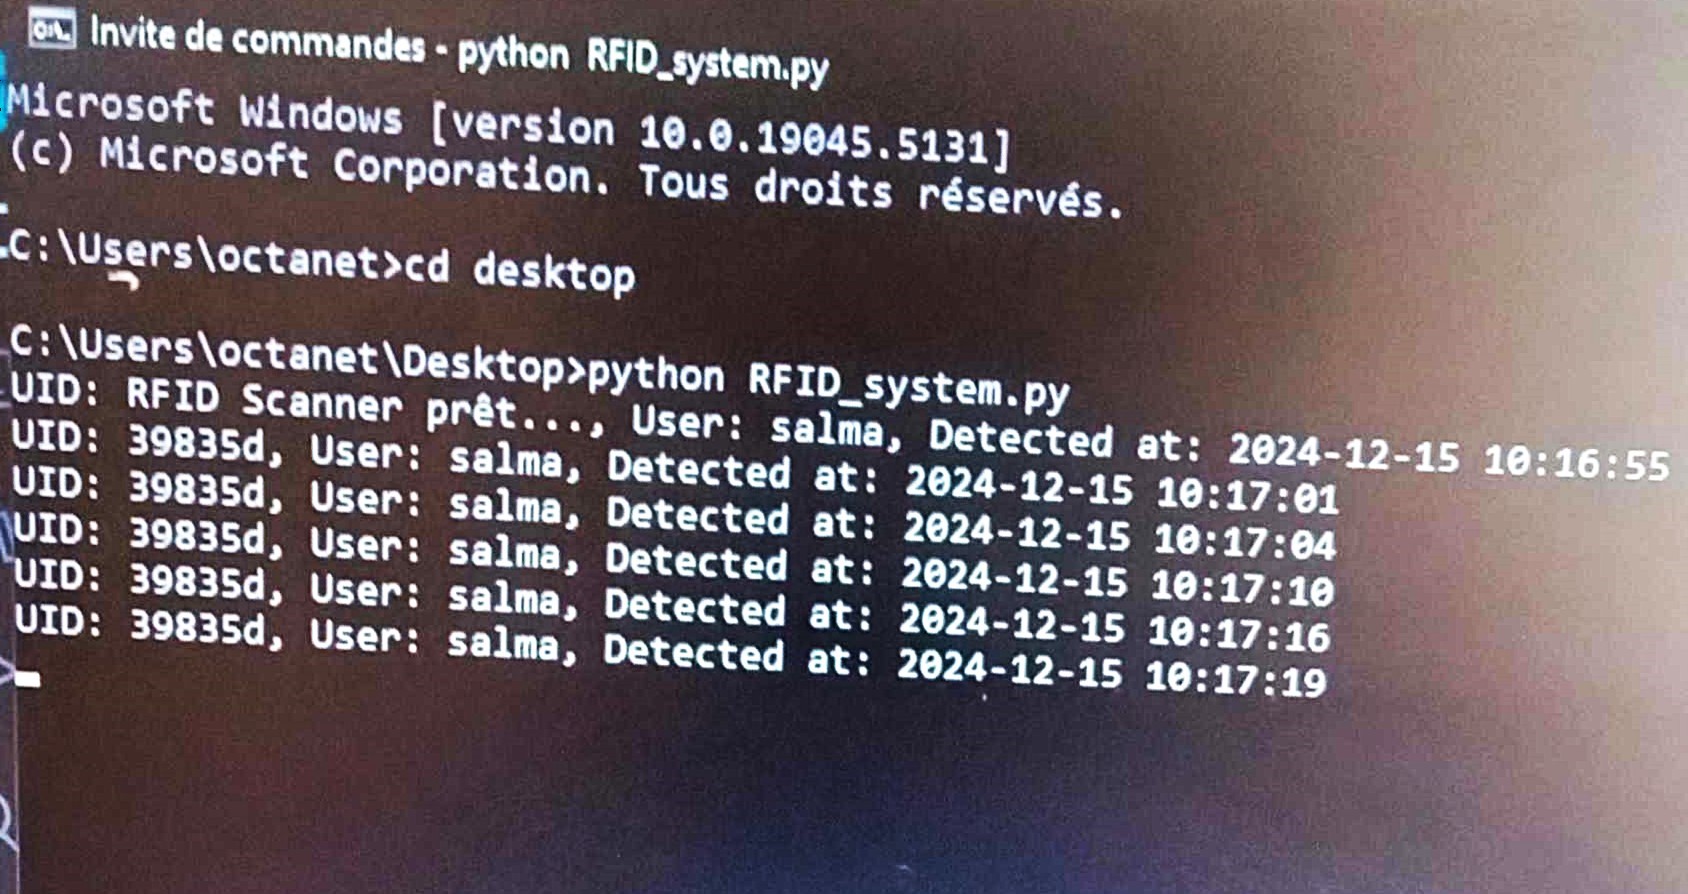 Invite de commandes - python RFID_system.py
Microsoft Windows [version 10.0.19045.5131]
(c) Microsoft Corporation. Tous droits réservés.
C:\Users\octanet>cd desktop
C:\Users\octanet\Desktop>python RFID_system.py
UID: RFID Scanner prêt..., User: salma, Detected at: 2024-12-15 10:16:55
UID: 39835d, User: salma, Detected at: 2024-12-15 10:17:01
UID: 39835d, User: salma, Detected at: 2024-12-15 10:17:04
UID: 39835d, User: salma, Detected at: 2024-12-15 10:17:10
UID: 39835d, User: salma, Detected at: 2024-12-15 10:17:16
UID: 39835d, User: salma, Detected at: 2024-12-15 10:17:19